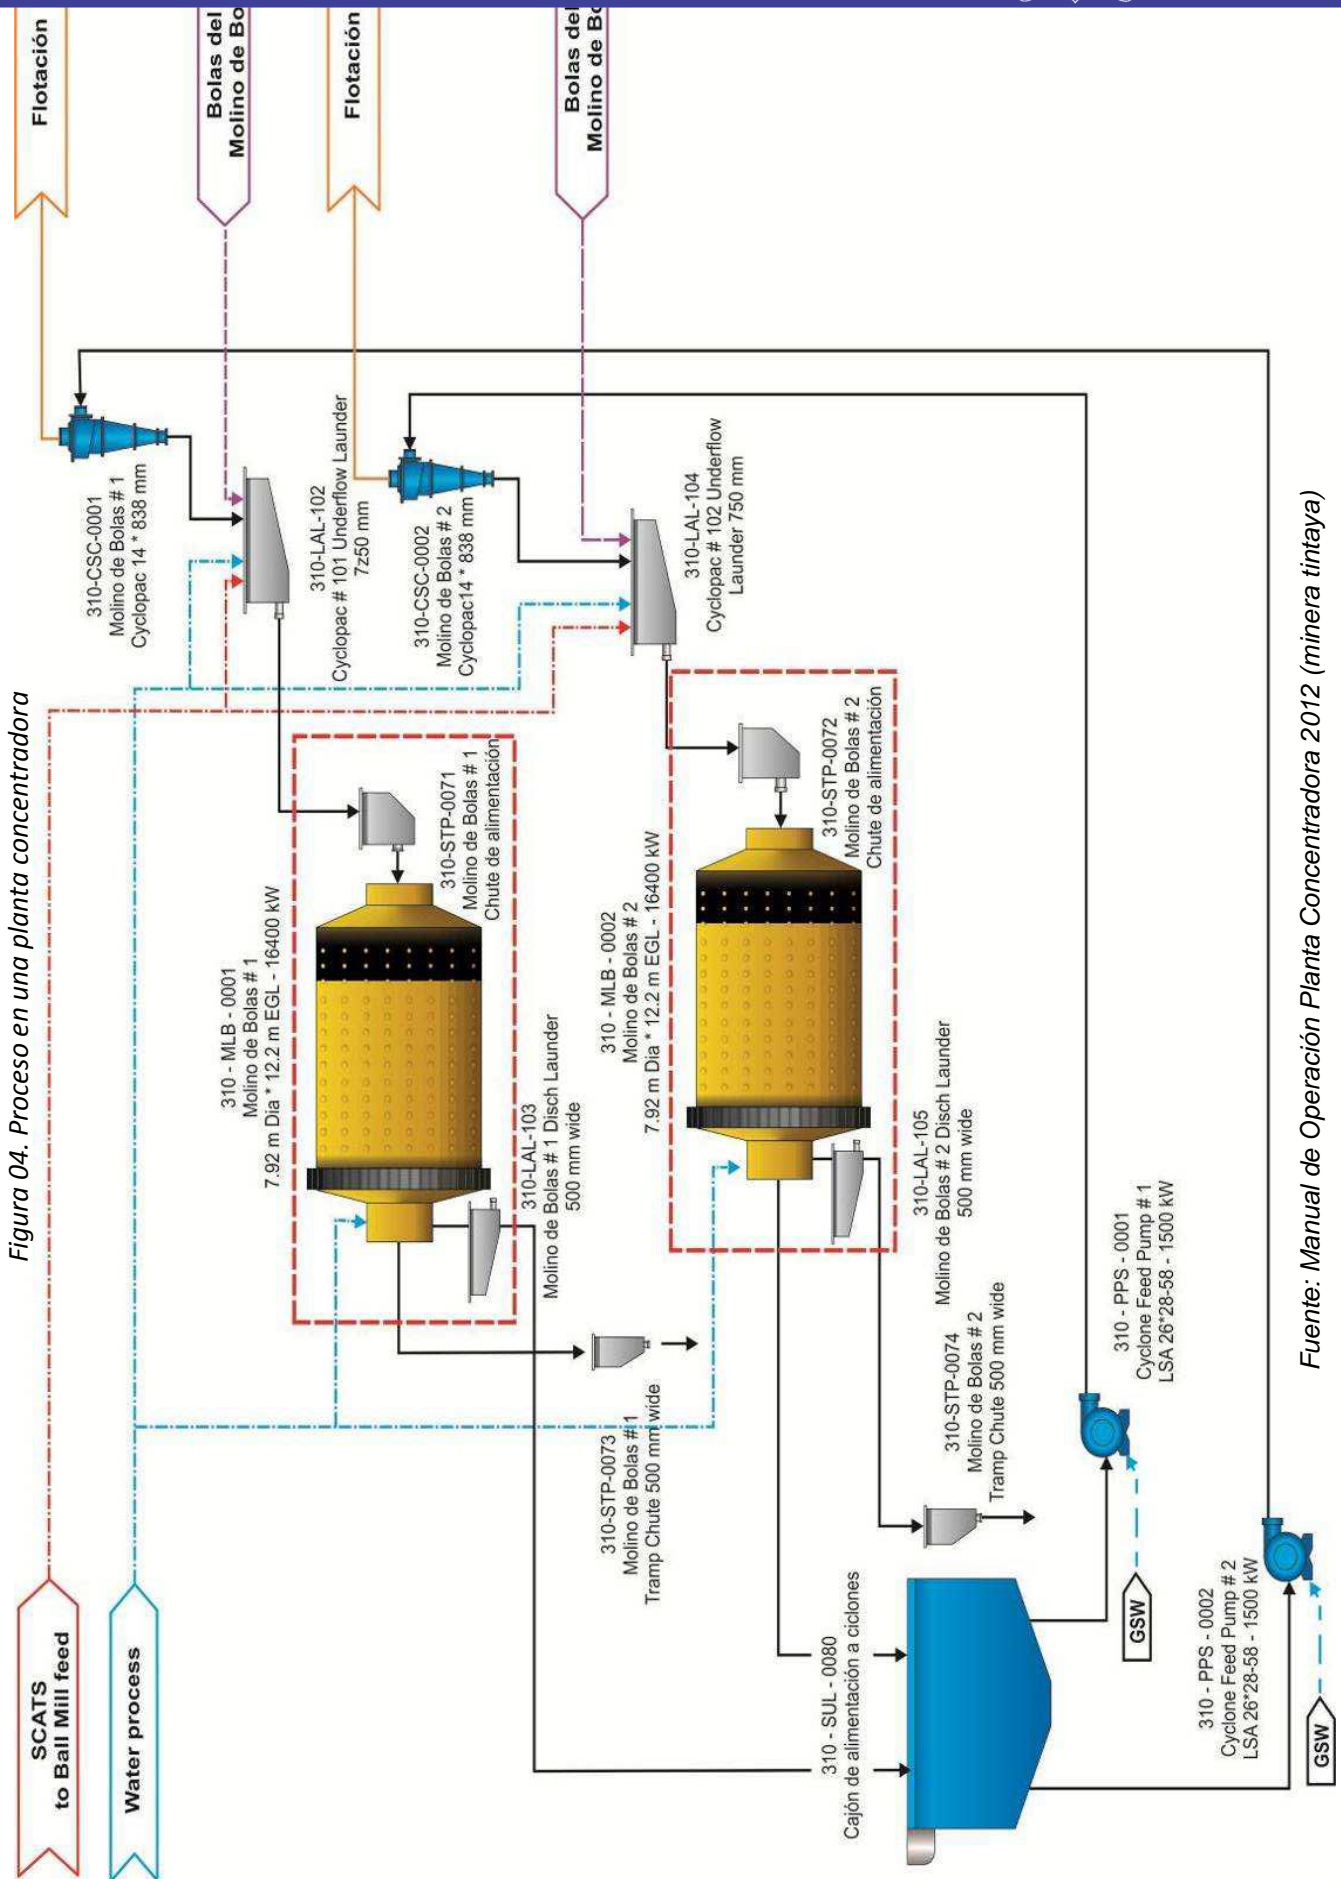 Figura 04. Proceso en una planta concentradora
SCATS
to Ball Mill feed
Water process
Flotación
Bolas del
Flotación
Bolas del
310-CSC-0001
Molino de Bolas # 1
Cyclopac 14 * 838 mm
310-LAL-102
Cyclopac # 101 Underflow Launder
7z50 mm
310-CSC-0002
Molino de Bolas # 2
Cyclopac14 * 838 mm
310-LAL-104
Cyclopac # 102 Underflow
Launder 750 mm
310 - MLB - 0001
Molino de Bolas # 1
7.92 m Dia * 12.2 m EGL - 16400 kW
310-STP-0071
Molino de Bolas # 1
Chute de alimentación
310-LAL-103
Molino de Bolas # 1 Disch Launder
500 mm wide
310 - MLB - 0002
Molino de Bolas # 2
7.92 m Dia * 12.2 m EGL - 16400 kW
310-STP-0072
Molino de Bolas # 2
Chute de alimentación
310-LAL-105
Molino de Bolas # 2 Disch Launder
500 mm wide
310-STP-0073
Molino de Bolas # 1
Tramp Chute 500 mm wide
310-STP-0074
Molino de Bolas # 2
Tramp Chute 500 mm wide
310 - SUL - 0080
Cajón de alimentación a ciclones
310 - PPS - 0001
Cyclone Feed Pump # 1
LSA 26*28-58 - 1500 kW
GSW
310 - PPS - 0002
Cyclone Feed Pump # 2
LSA 26*28-58 - 1500 kW
GSW
Molino de
Molino de
Fuente: Manual de Operación Planta Concentradora 2012 (minera tintaya)